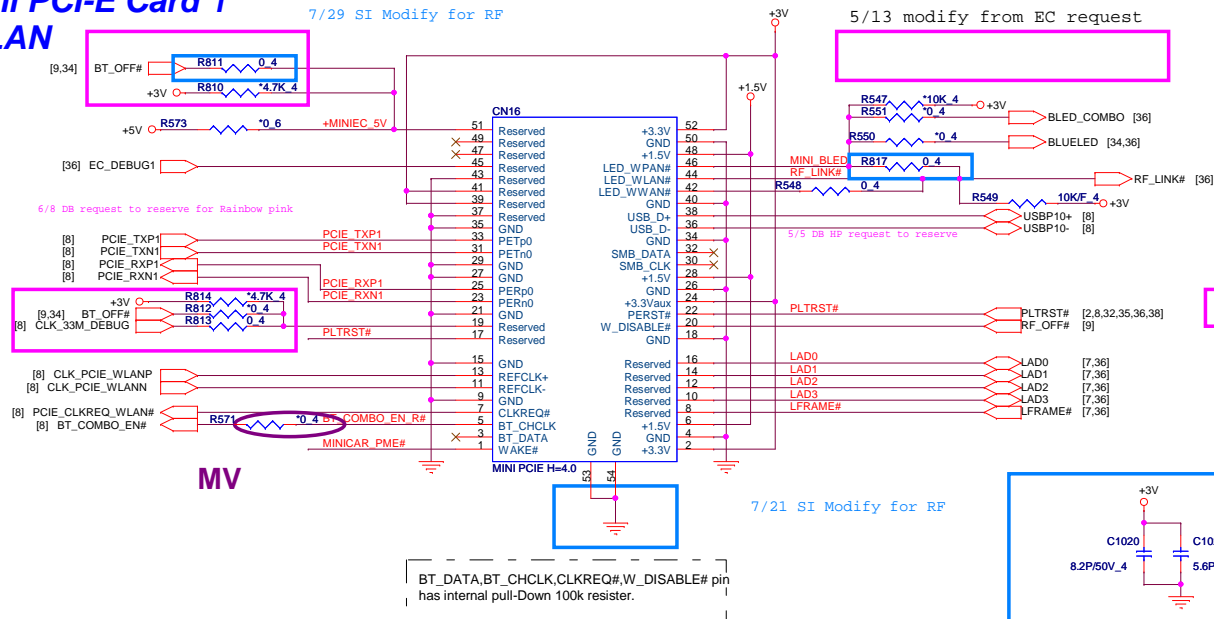 PCI-E Card 1
7/29 SI Modify for RF
5/13 modify from EC request
+3V
[9,34] BT_OFF#
R811 0_4
+3V R810 *4.7K_4
+5V R573 *0_6 +MINIEC_5V
[36] EC_DEBUG1
6/8 DB request to reserve for Rainbow pink
[8] PCIE_TXP1 PCIE_TXP1
[8] PCIE_TXN1 PCIE_TXN1
[8] PCIE_RXP1 PCIE_RXP1
[8] PCIE_RXN1 PCIE_RXN1
+3V R814 *4.7K_4
[9,34] BT_OFF# R812 *0_4
[8] CLK_33M_DEBUG R813 0_4
PLTRST#
[8] CLK_PCIE_WLANP
[8] CLK_PCIE_WLANN
[8] PCIE_CLKREQ_WLAN#
[8] BT_COMBO_EN# R571 *0_4 BT_COMBO_EN_R#
MINICAR_PME#
MV
CN16
51 Reserved +3.3V 52
49 Reserved GND 50
47 Reserved +1.5V 48
45 Reserved LED_WPAN# 46
43 Reserved LED_WLAN# 44
41 Reserved LED_WWAN# 42
39 Reserved GND 40
37 Reserved USB_D+ 38
35 GND USB_D- 36
33 PETp0 GND 34
31 PETn0 SMB_DATA 32
29 GND SMB_CLK 30
27 GND +1.5V 28
25 PERp0 GND 26
23 PERn0 +3.3Vaux 24
21 GND PERST# 22
19 Reserved W_DISABLE# 20
17 Reserved GND 18
15 GND Reserved 16
13 REFCLK+ Reserved 14
11 REFCLK- Reserved 12
9 GND Reserved 10
7 CLKREQ# Reserved 8
5 BT_CHCLK +1.5V 6
3 BT_DATA GND 4
1 WAKE# +3.3V 2
GND GND
53 54
MINI PCIE H=4.0
+1.5V
R547 *10K_4 +3V
R551 *0_4 BLED_COMBO [36]
R550 *0_4 BLUELED [34,36]
MINI_BLED R817 0_4
RF_LINK# RF_LINK# [36]
R548 0_4
R549 10K/F_4 +3V
USBP10+ [8]
USBP10- [8]
5/5 DB HP request to reserve
PLTRST# PLTRST# [2,8,32,35,36,38]
RF_OFF# [9]
LAD0 LAD0 [7,36]
LAD1 LAD1 [7,36]
LAD2 LAD2 [7,36]
LAD3 LAD3 [7,36]
LFRAME# LFRAME# [7,36]
7/21 SI Modify for RF
+3V
C1020
8.2P/50V_4
BT_DATA,BT_CHCLK,CLKREQ#,W_DISABLE# pin
has internal pull-Down 100k resister.